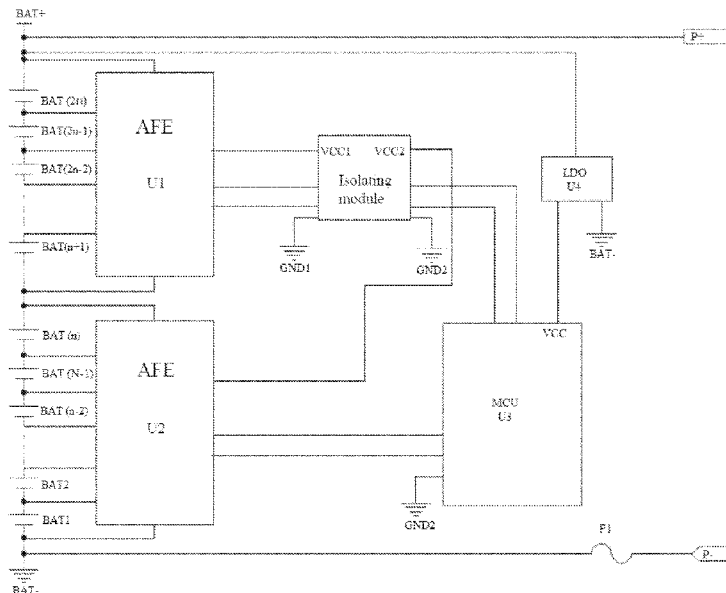 BAT+
P+
BAT (2n)
BAT(2n-1)
BAT(2n-2)
BAT(n+1)
AFE
U1
VCC1 VCC2
Isolating
module
GND1
GND2
LDO
U4
BAT-
BAT (n)
BAT (N-1)
BAT (n-2)
BAT2
BAT1
AFE
U2
VCC
MCU
U3
GND2
F1
P-
BAT-